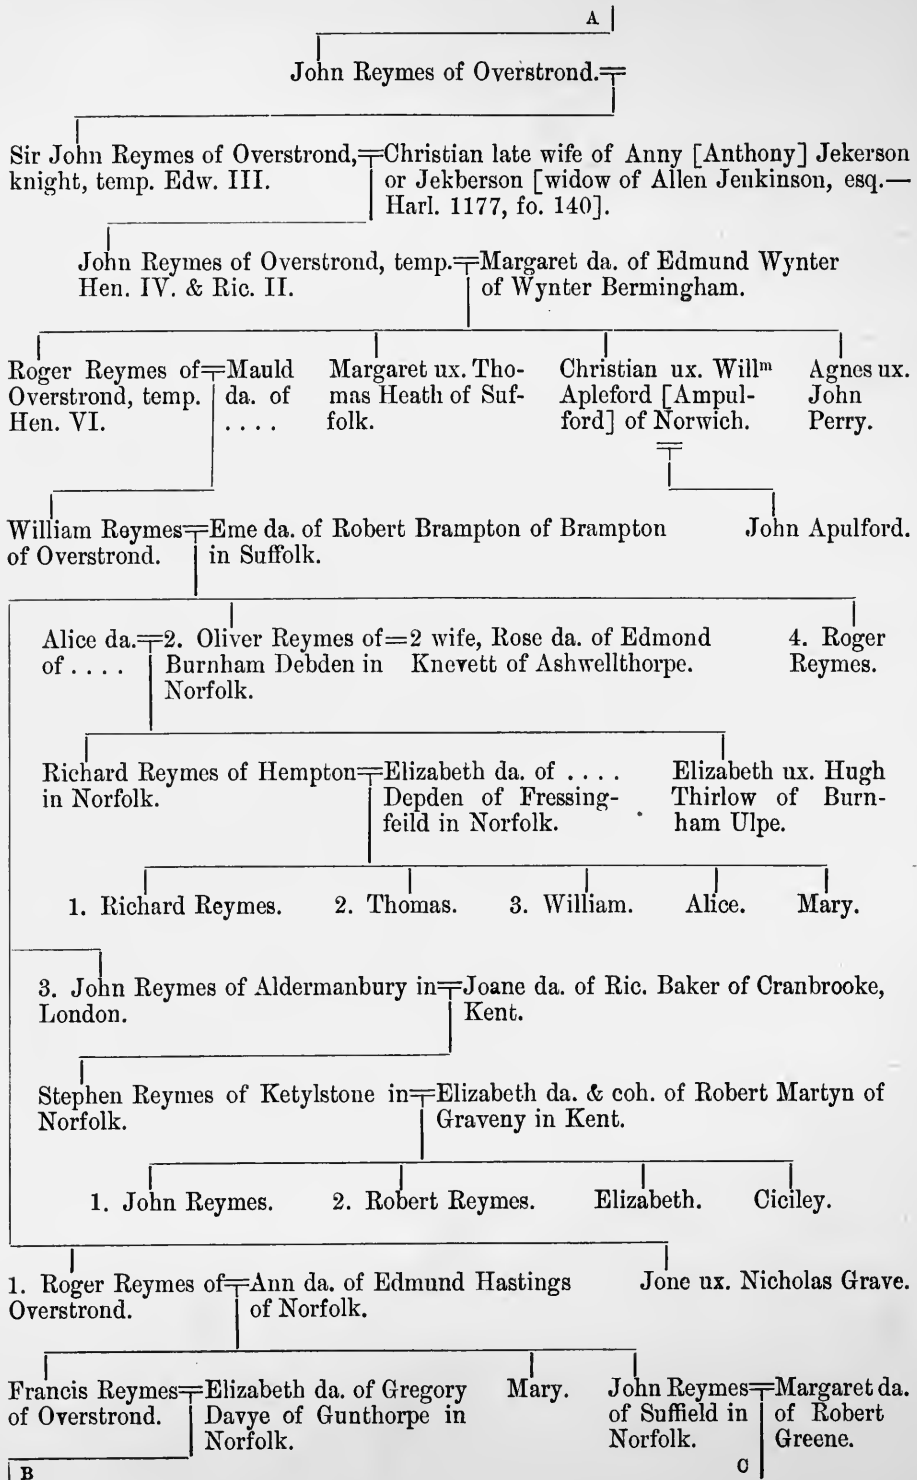 A
John Reymes of Overstrond.
Sir John Reymes of Overstrond, Christian late wife of Anny [Anthony] Jekerson
knight, temp. Edw. III. or Jekberson [widow of Allen Jenkinson, esq.—
Harl. 1177, fo. 140].
John Reymes of Overstrond, temp. Margaret da. of Edmund Wynter
Hen. IV. & Ric. II. of Wynter Bermingham.
Roger Reymes of Mauld Margaret ux. Tho- Christian ux. Willm Agnes ux.
Overstrond, temp. da. of mas Heath of Suf- Apleford [Ampul- John
Hen. VI. .... folk. ford] of Norwich. Perry.
William Reymes Eme da. of Robert Brampton of Brampton John Apulford.
of Overstrond. in Suffolk.
Alice da. 2. Oliver Reymes of = 2 wife, Rose da. of Edmond 4. Roger
of .... Burnham Debden in Knevett of Ashwellthorpe. Reymes.
Norfolk.
Richard Reymes of Hempton Elizabeth da. of .... Elizabeth ux. Hugh
in Norfolk. Depden of Fressing- Thirlow of Burn-
feild in Norfolk. ham Ulpe.
1. Richard Reymes. 2. Thomas. 3. William. Alice. Mary.
3. John Reymes of Aldermanbury in Joane da. of Ric. Baker of Cranbrooke,
London. Kent.
Stephen Reymes of Ketylstone in Elizabeth da. & coh. of Robert Martyn of
Norfolk. Graveny in Kent.
1. John Reymes. 2. Robert Reymes. Elizabeth. Ciciley.
1. Roger Reymes of Ann da. of Edmund Hastings Jone ux. Nicholas Grave.
Overstrond. of Norfolk.
Francis Reymes Elizabeth da. of Gregory Mary. John Reymes Margaret da.
of Overstrond. Davye of Gunthorpe in of Suffield in of Robert
Norfolk. Norfolk. Greene.
B C